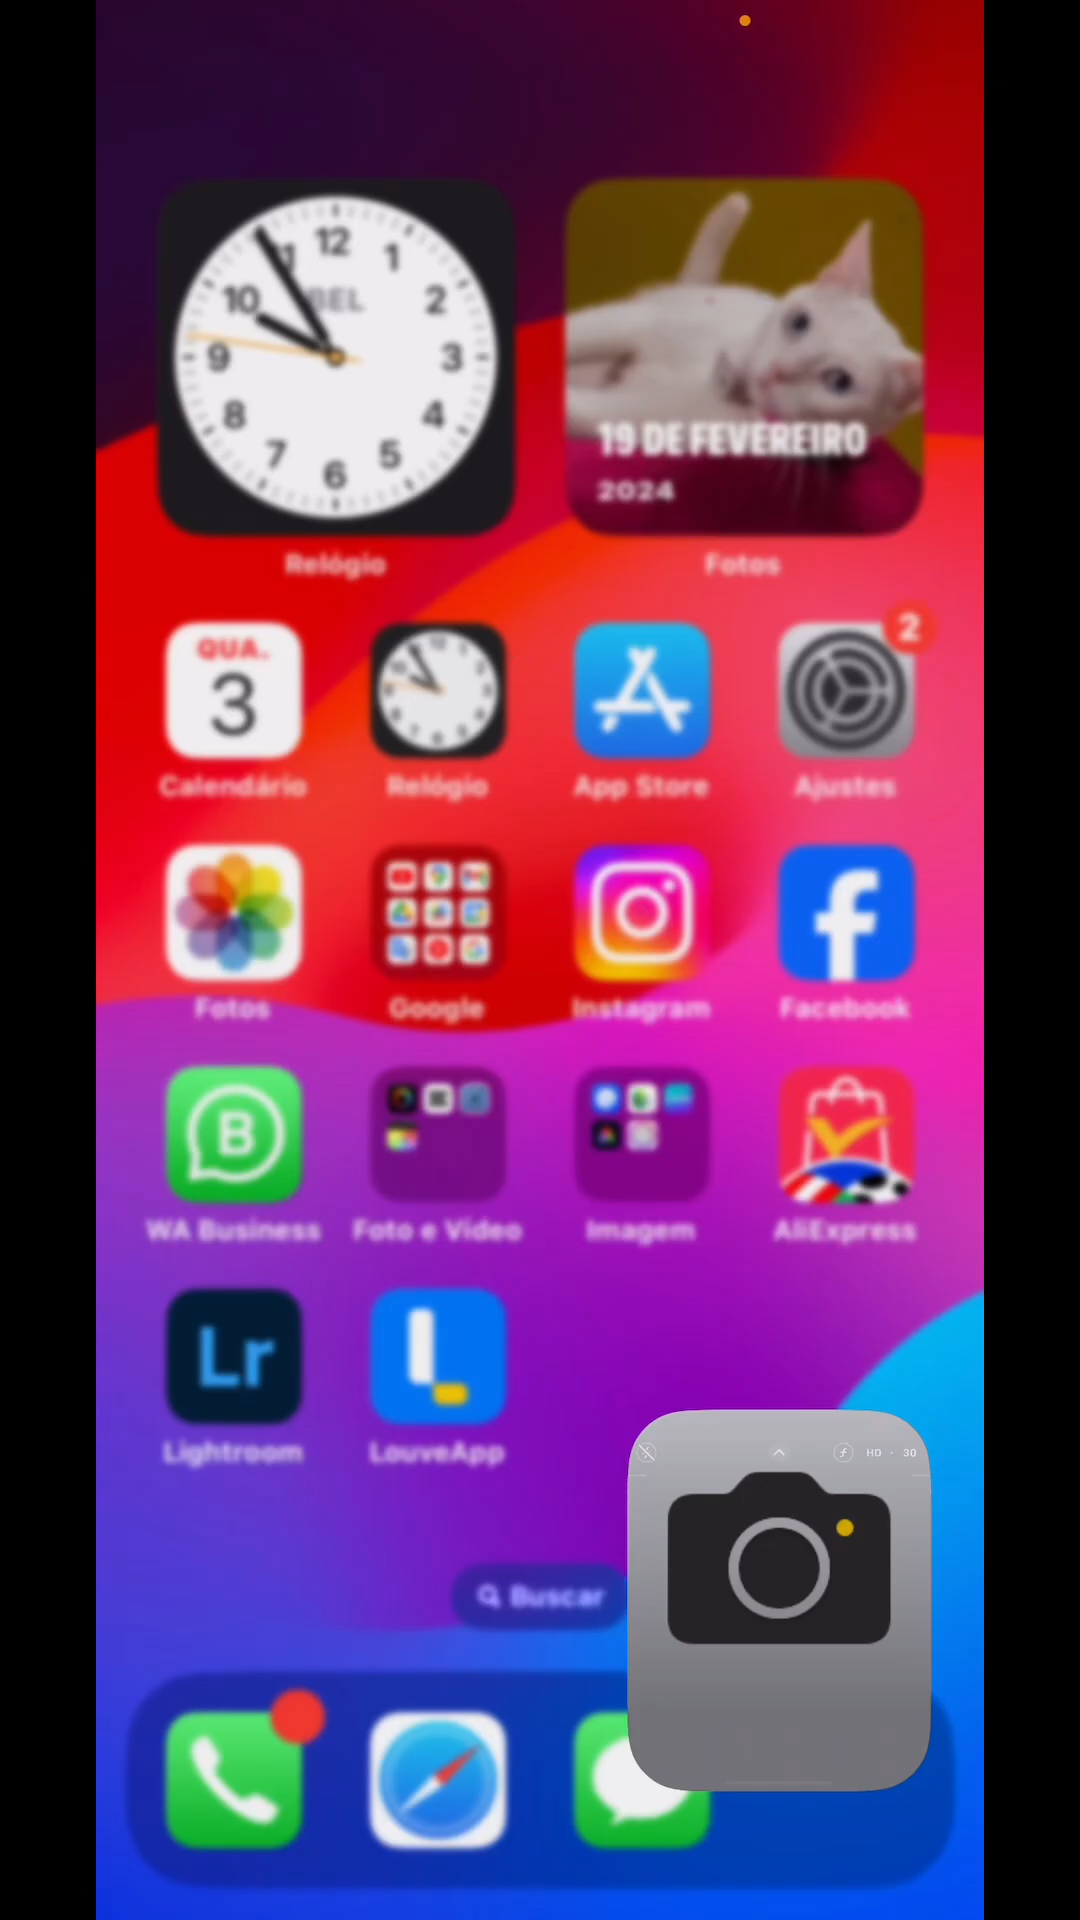 12
1
2
3
4
5
6
7
8
9
10
BEL
19 DE FEVEREIRO
2024
Relógio
Fotos
QUA.
3
2
Calendário
Relógio
App Store
Ajustes
Fotos
Google
Instagram
Facebook
B
WA Business
Foto e Vídeo
Imagem
AliExpress
Lr
Lightroom
LouveApp
HD · 30
Buscar